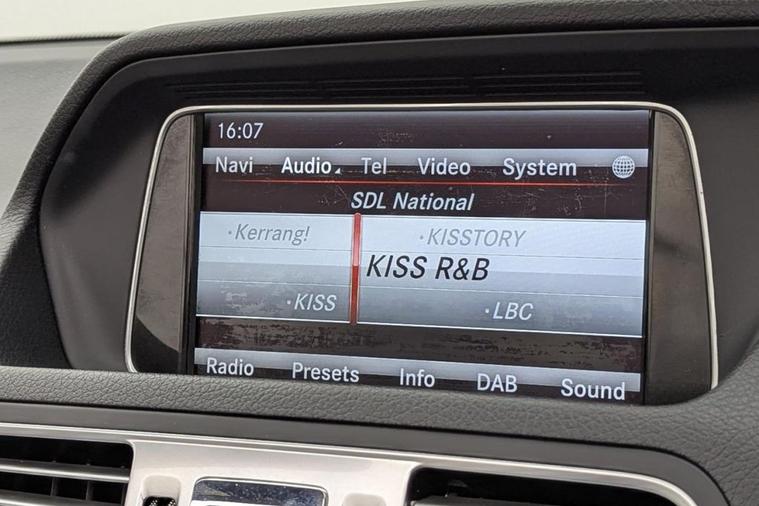 16:07
Navi Audio Tel Video System
SDL National
·Kerrang! ·KISSTORY
KISS R&B
·KISS ·LBC
Radio Presets Info DAB Sound